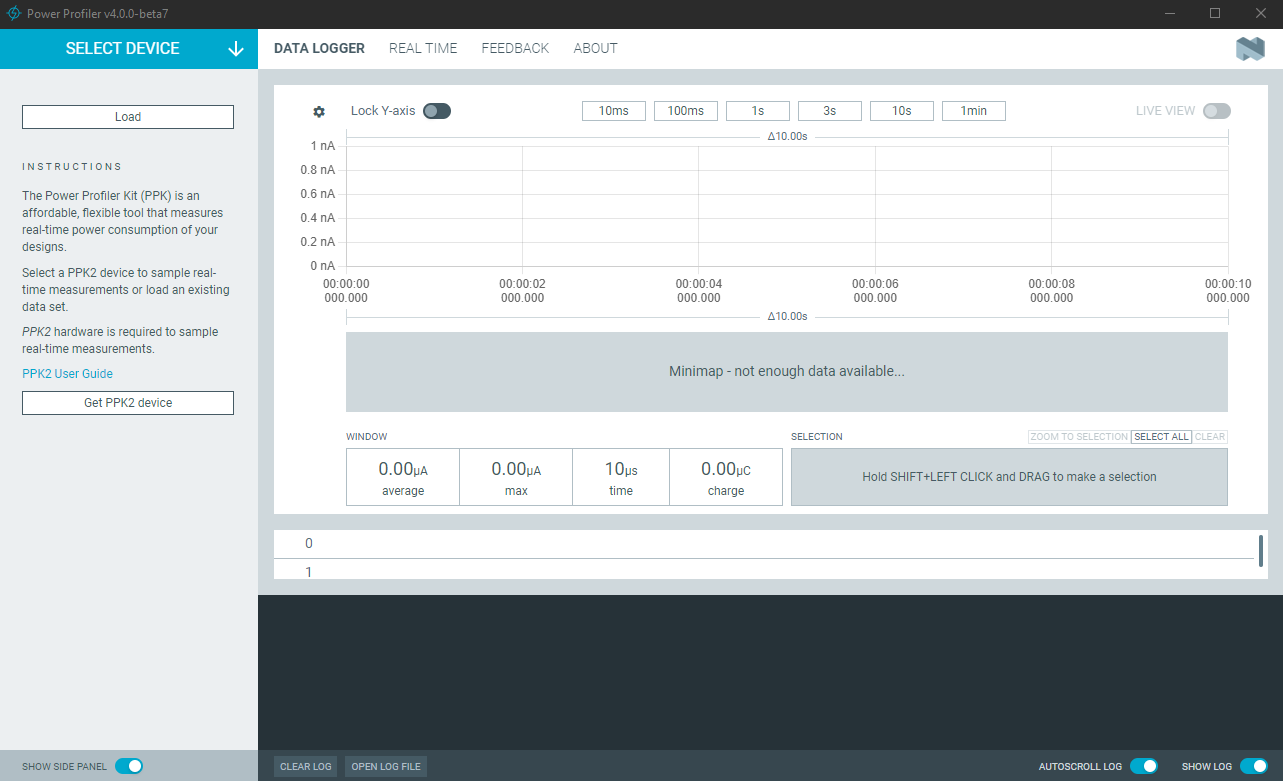 Power Profiler v4.0.0-beta7
SELECT DEVICE
DATA LOGGER REAL TIME FEEDBACK ABOUT
Load
INSTRUCTIONS
The Power Profiler Kit (PPK) is an
affordable, flexible tool that measures
real-time power consumption of your
designs.
Select a PPK2 device to sample real-
time measurements or load an existing
data set.
PPK2 hardware is required to sample
real-time measurements.
PPK2 User Guide
Get PPK2 device
Lock Y-axis
10ms 100ms 1s 3s 10s 1min
LIVE VIEW
Δ10.00s
1 nA
0.8 nA
0.6 nA
0.4 nA
0.2 nA
0 nA
00:00:00 00:00:02 00:00:04 00:00:06 00:00:08 00:00:10
000.000 000.000 000.000 000.000 000.000 000.000
Δ10.00s
Minimap - not enough data available...
WINDOW
0.00μA 0.00μA 10μs 0.00μC
average max time charge
SELECTION ZOOM TO SELECTION SELECT ALL CLEAR
Hold SHIFT+LEFT CLICK and DRAG to make a selection
0
1
SHOW SIDE PANEL
CLEAR LOG OPEN LOG FILE
AUTOSCROLL LOG SHOW LOG